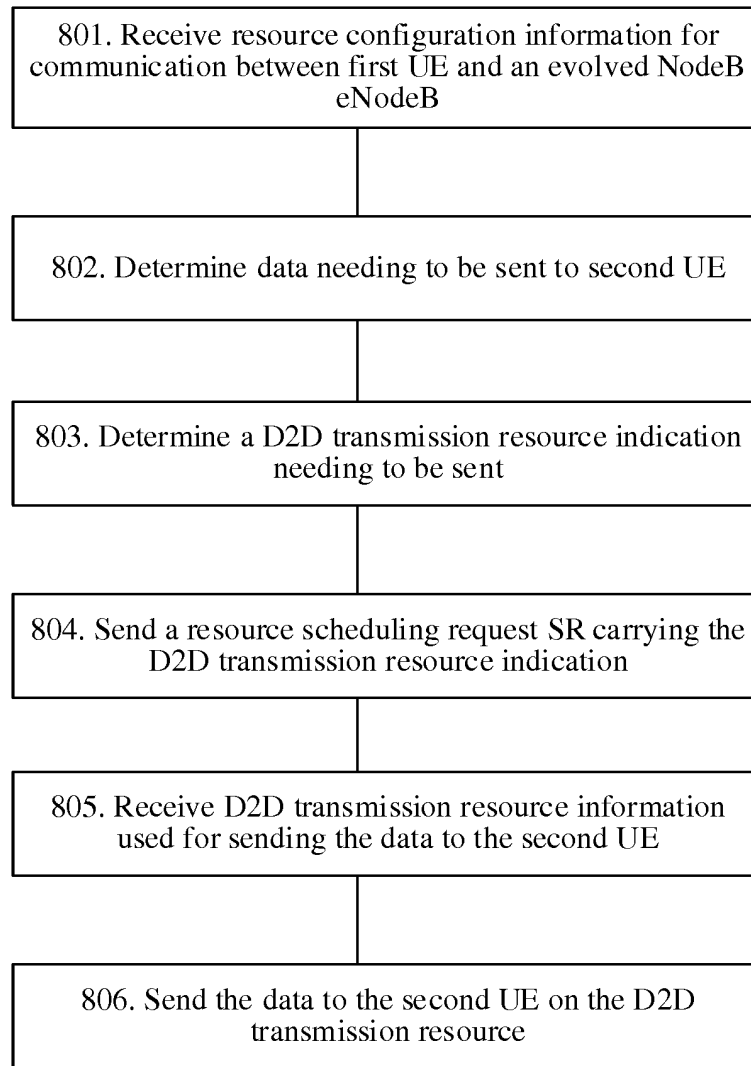 801. Receive resource configuration information for
communication between first UE and an evolved NodeB
eNodeB
802. Determine data needing to be sent to second UE
803. Determine a D2D transmission resource indication
needing to be sent
804. Send a resource scheduling request SR carrying the
D2D transmission resource indication
805. Receive D2D transmission resource information
used for sending the data to the second UE
806. Send the data to the second UE on the D2D
transmission resource